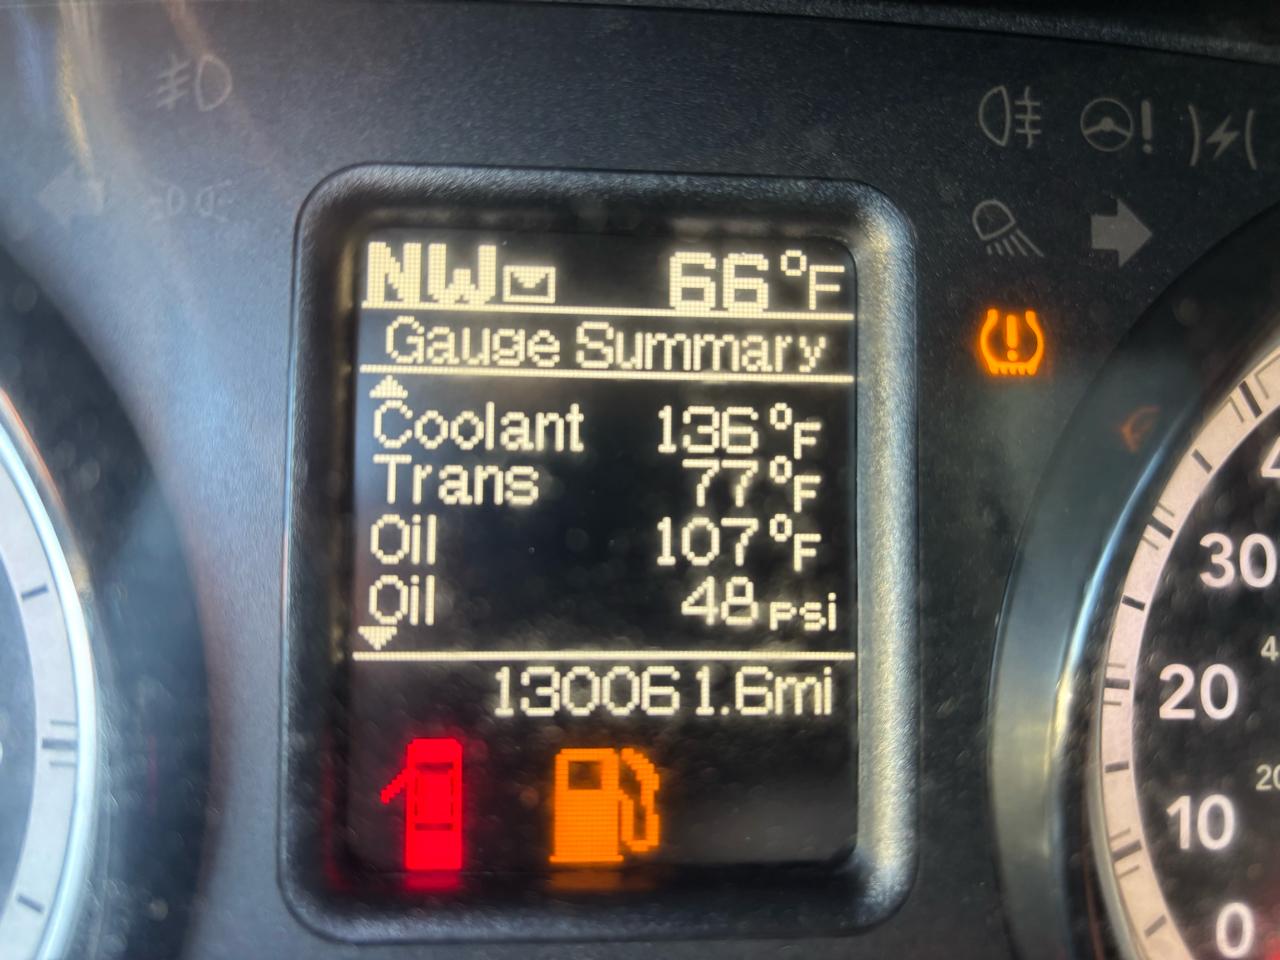 NW 66°F
Gauge Summary
Coolant 136°F
Trans 77°F
Oil 107°F
Oil 48 psi
130061.6mi
30
20
10
0